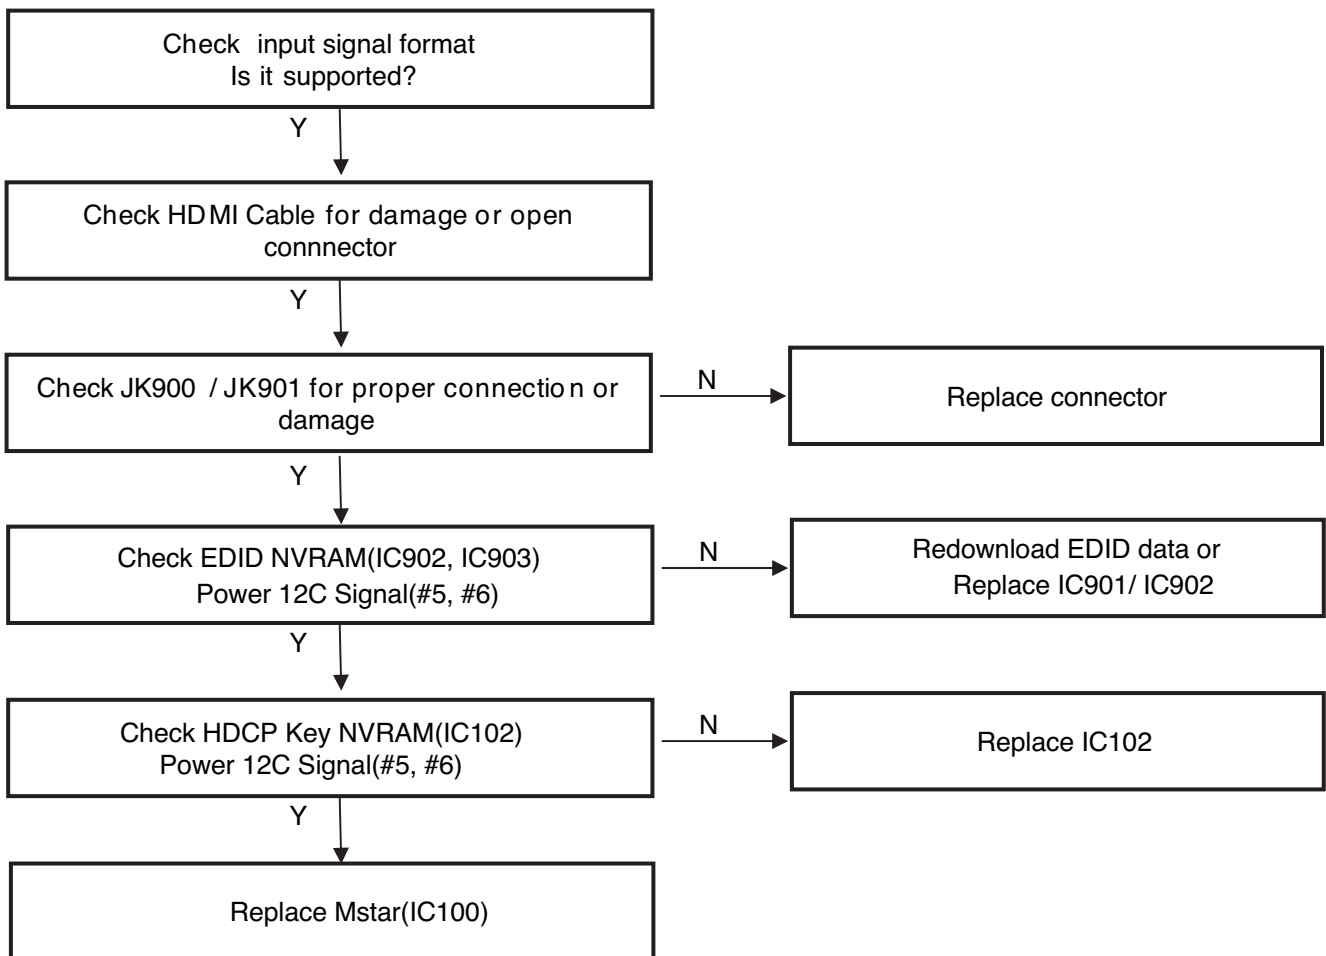 Check input signal format
Is it supported?
Y
Check HDMI Cable for damage or open
connnector
Y
Check JK900 / JK901 for proper connection or
damage
N
Replace connector
Y
Check EDID NVRAM(IC902, IC903)
Power 12C Signal(#5, #6)
N
Redownload EDID data or
Replace IC901/ IC902
Y
Check HDCP Key NVRAM(IC102)
Power 12C Signal(#5, #6)
N
Replace IC102
Y
Replace Mstar(IC100)